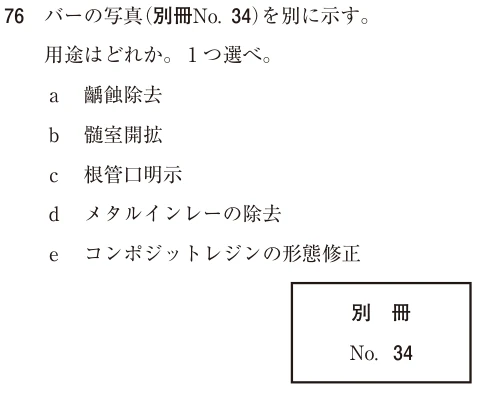 76 バーの写真(別冊No. 34)を別に示す。
用途はどれか。1つ選べ。
a 齲蝕除去
b 髄室開拡
c 根管口明示
d メタルインレーの除去
e コンポジットレジンの形態修正
別 冊
No. 34